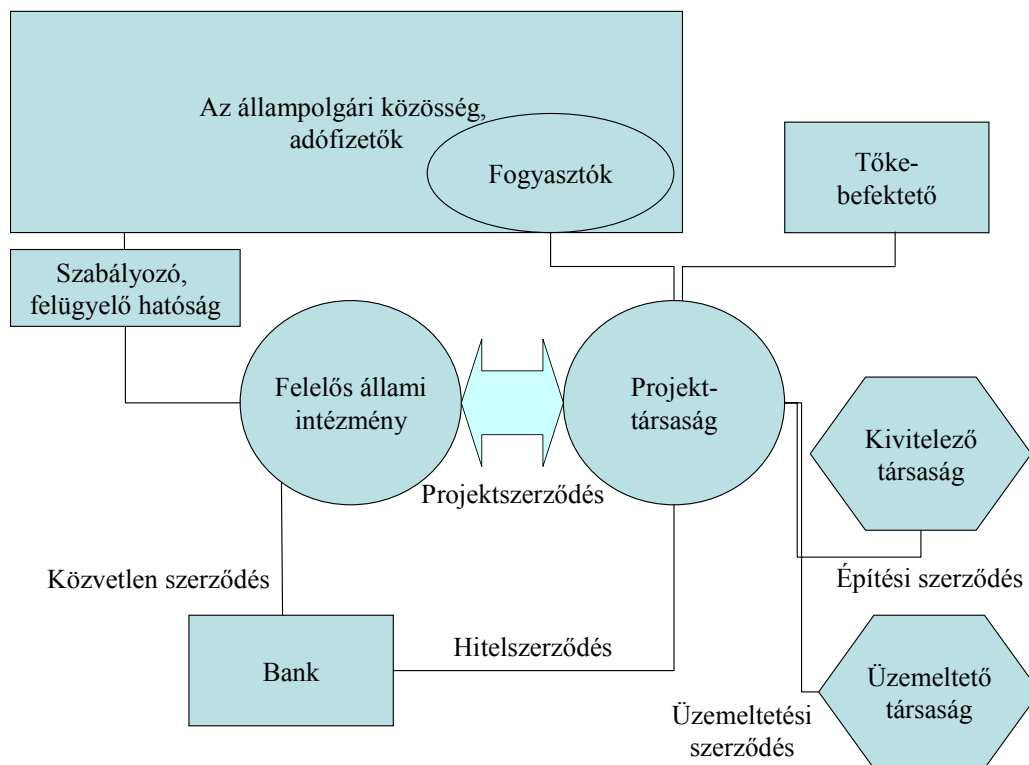 Az állampolgári közösség,
adófizetők
Fogyasztók
Tőke-
befektető
Szabályozó,
felügyelő hatóság
Felelős állami
intézmény
Projekt-
társaság
Kivitelező
társaság
Projektszerződés
Közvetlen szerződés
Építési szerződés
Bank
Hitelszerződés
Üzemeltető
társaság
Üzemeltetési
szerződés